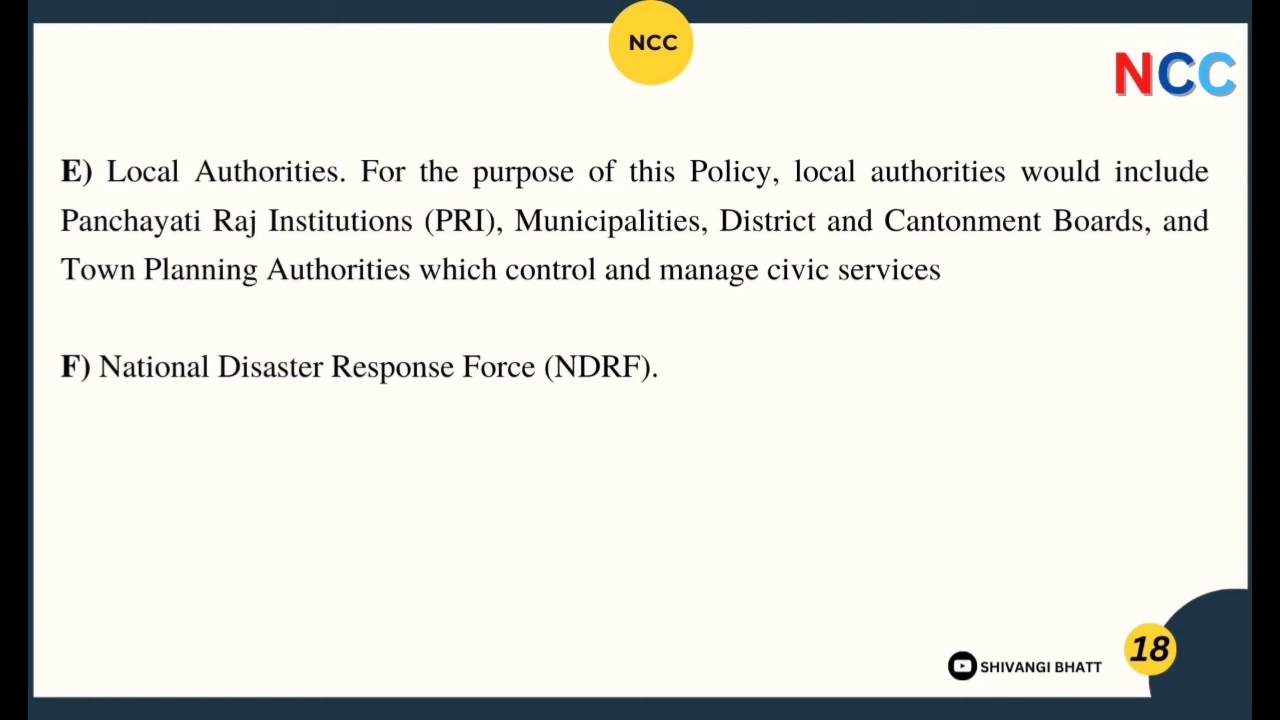 NCC
NCC
E) Local Authorities. For the purpose of this Policy, local authorities would include
Panchayati Raj Institutions (PRI), Municipalities, District and Cantonment Boards, and
Town Planning Authorities which control and manage civic services
F) National Disaster Response Force (NDRF).
SHIVANGI BHATT
18